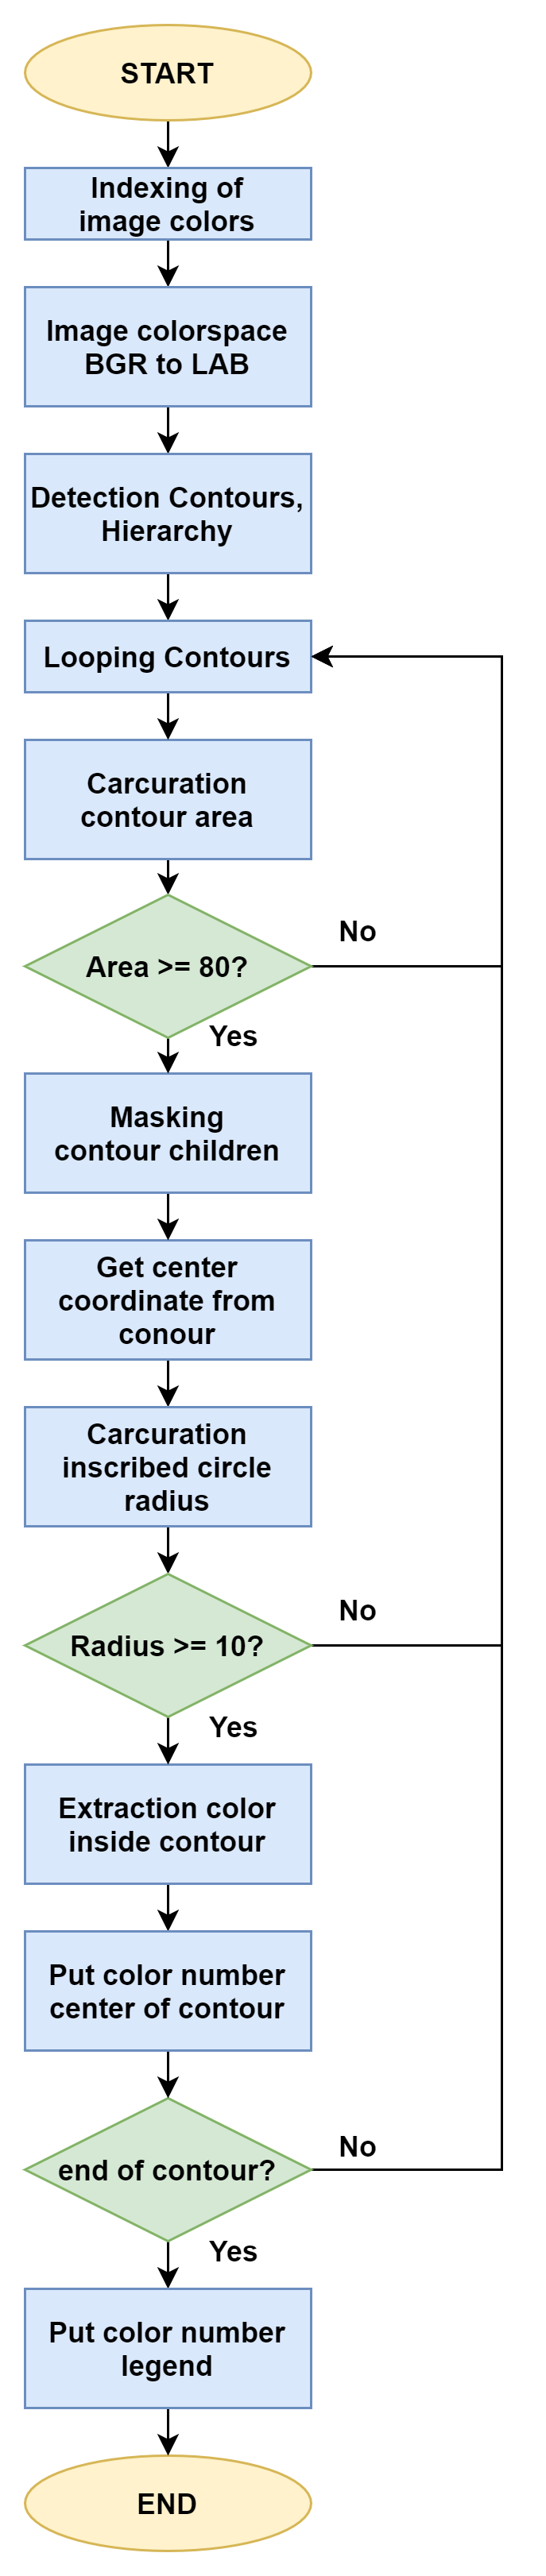 START
Indexing of
image colors
Image colorspace
BGR to LAB
Detection Contours,
Hierarchy
Looping Contours
Carcuration
contour area
No
Area >= 80?
Yes
Masking
contour children
Get center
coordinate from
conour
Carcuration
inscribed circle
radius
No
Radius >= 10?
Yes
Extraction color
inside contour
Put color number
center of contour
No
end of contour?
Yes
Put color number
legend
END